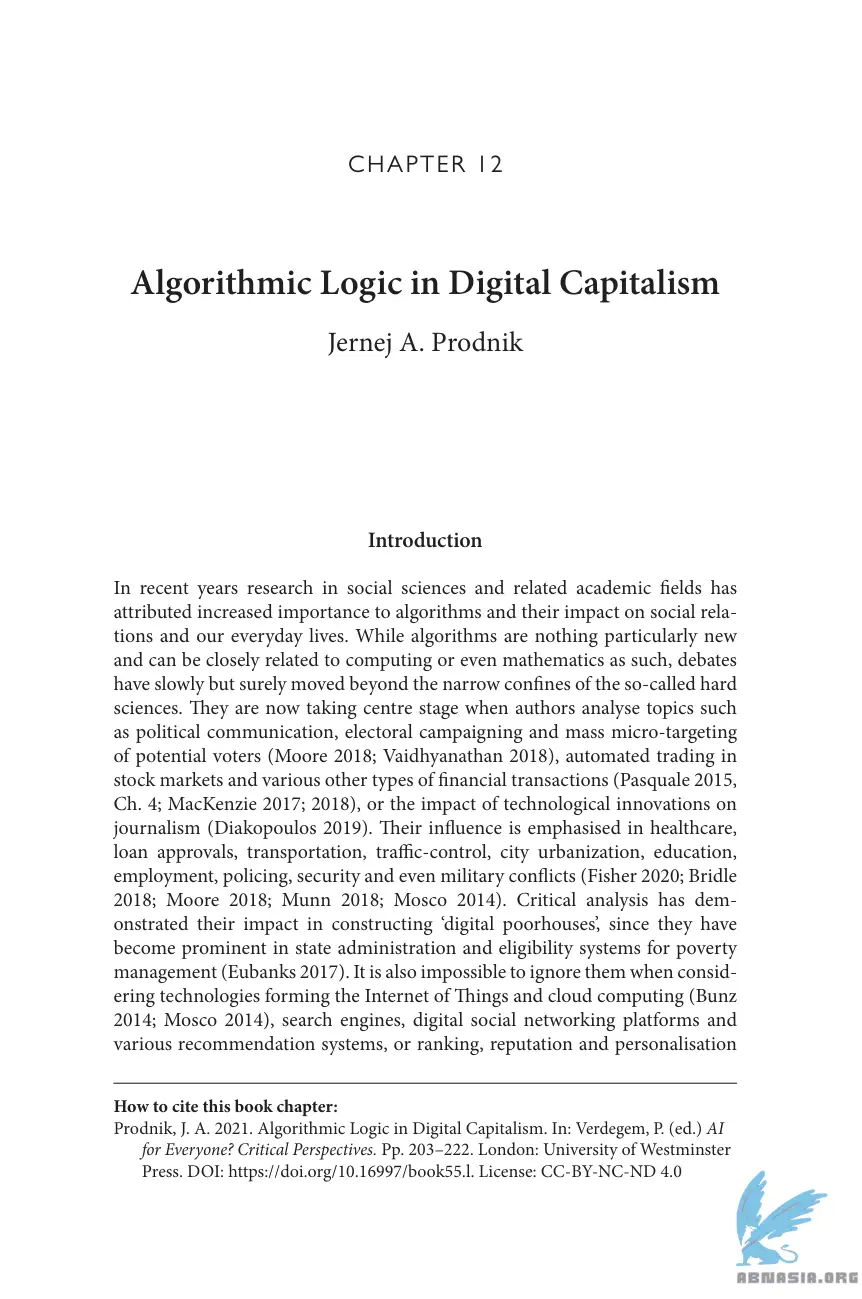 CHAPTER 12
Algorithmic Logic in Digital Capitalism
Jernej A. Prodnik
Introduction
In recent years research in social sciences and related academic fields has
attributed increased importance to algorithms and their impact on social rela-
tions and our everyday lives. While algorithms are nothing particularly new
and can be closely related to computing or even mathematics as such, debates
have slowly but surely moved beyond the narrow confines of the so-called hard
sciences. They are now taking centre stage when authors analyse topics such
as political communication, electoral campaigning and mass micro-targeting
of potential voters (Moore 2018; Vaidhyanathan 2018), automated trading in
stock markets and various other types of financial transactions (Pasquale 2015,
Ch. 4; MacKenzie 2017; 2018), or the impact of technological innovations on
journalism (Diakopoulos 2019). Their influence is emphasised in healthcare,
loan approvals, transportation, traffic-control, city urbanization, education,
employment, policing, security and even military conflicts (Fisher 2020; Bridle
2018; Moore 2018; Munn 2018; Mosco 2014). Critical analysis has dem-
onstrated their impact in constructing ‘digital poorhouses’, since they have
become prominent in state administration and eligibility systems for poverty
management (Eubanks 2017). It is also impossible to ignore them when consid-
ering technologies forming the Internet of Things and cloud computing (Bunz
2014; Mosco 2014), search engines, digital social networking platforms and
various recommendation systems, or ranking, reputation and personalisation
How to cite this book chapter:
Prodnik, J. A. 2021. Algorithmic Logic in Digital Capitalism. In: Verdegem, P. (ed.) AI
for Everyone? Critical Perspectives. Pp. 203–222. London: University of Westminster
Press. DOI: https://doi.org/10.16997/book55.l. License: CC-BY-NC-ND 4.0
ABNASIA.ORG